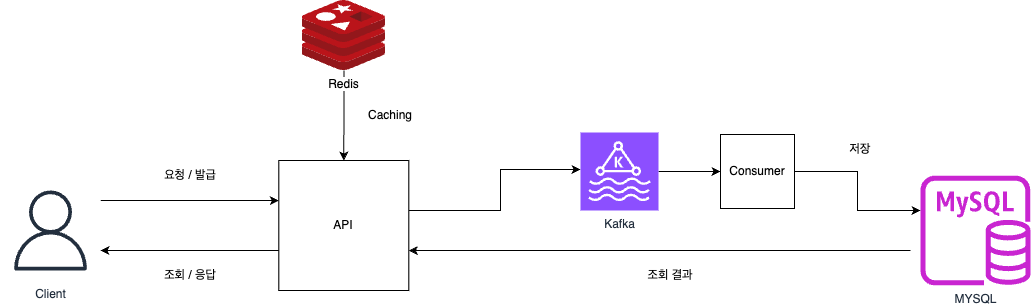 Redis
Caching
요청 / 발급
API
K
Kafka
Consumer
저장
MySQL
MYSQL
Client
조회 / 응답
조회 결과